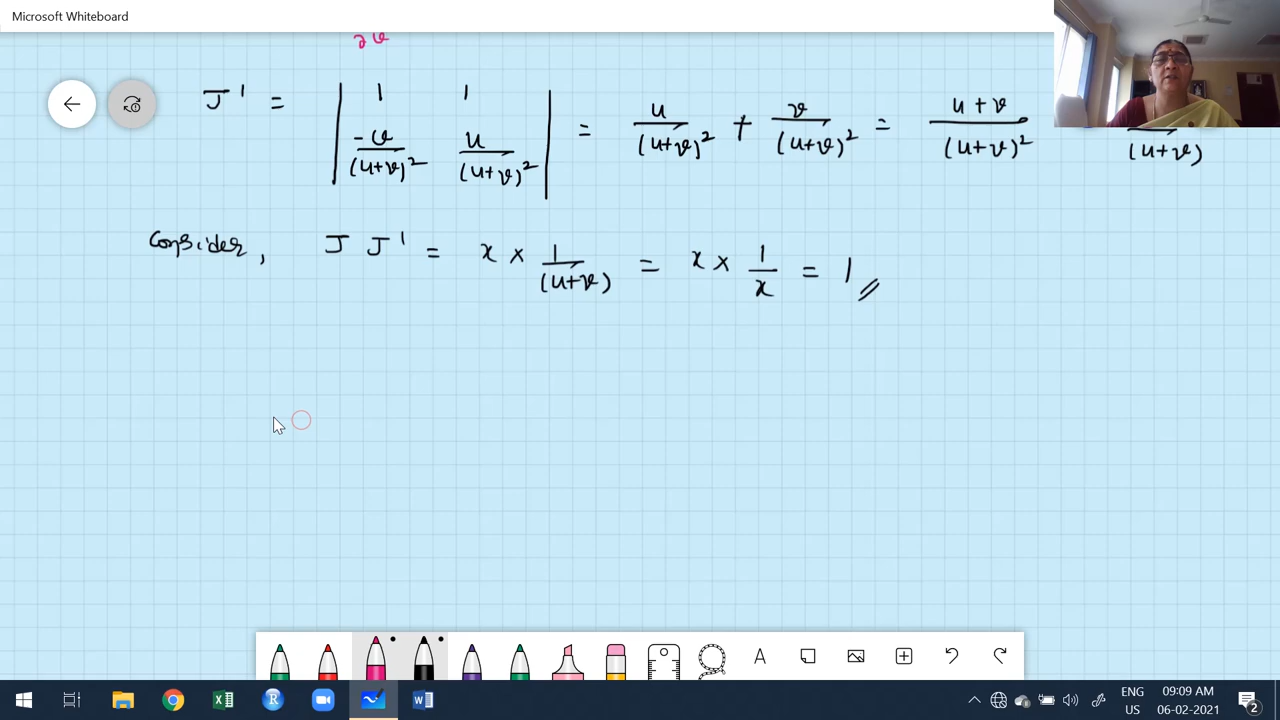 Microsoft Whiteboard
∂v
J' = | 1 1 ; -v/(u+v)² u/(u+v)² | = u/(u+v)² + v/(u+v)² = (u+v)/(u+v)² (u+v)
Consider, J J' = x × 1/(u+v) = x × 1/x = 1 //
A
ENG 09:09 AM
US 06-02-2021
2